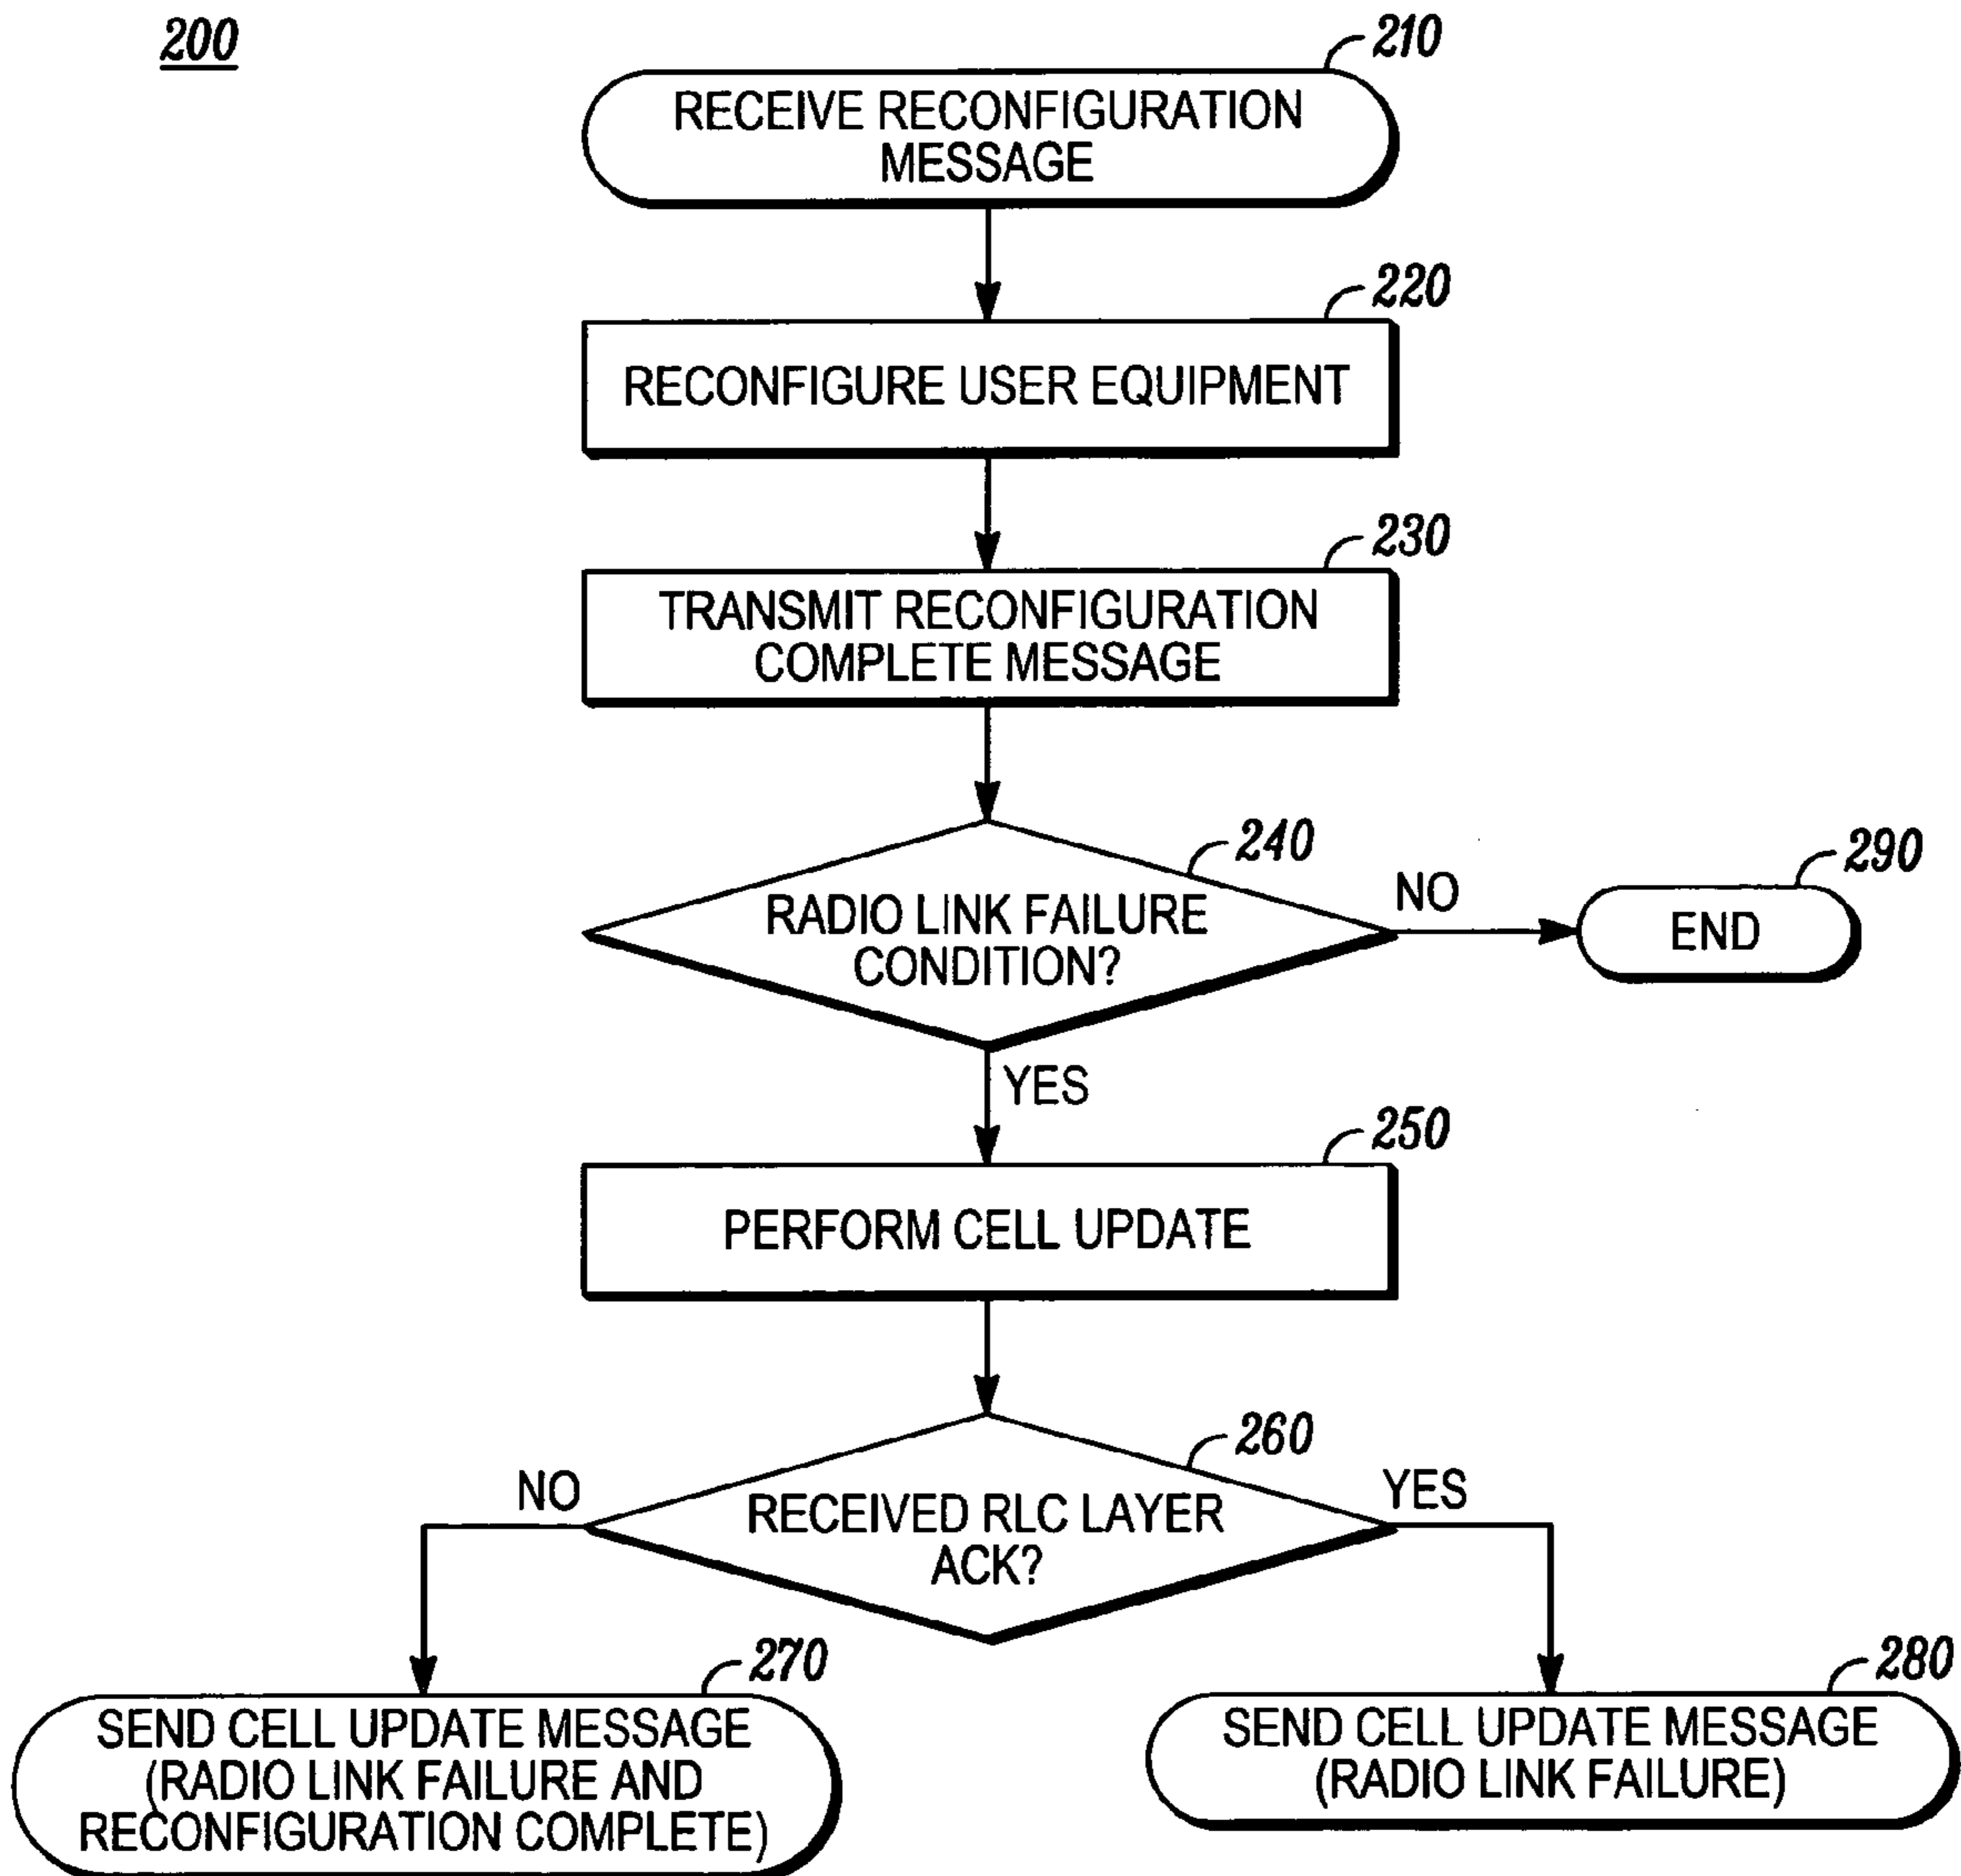 200
210
RECEIVE RECONFIGURATION
MESSAGE
220
RECONFIGURE USER EQUIPMENT
230
TRANSMIT RECONFIGURATION
COMPLETE MESSAGE
240
RADIO LINK FAILURE
CONDITION?
NO
290
END
YES
250
PERFORM CELL UPDATE
260
RECEIVED RLC LAYER
ACK?
NO
YES
270
SEND CELL UPDATE MESSAGE
(RADIO LINK FAILURE AND
RECONFIGURATION COMPLETE)
280
SEND CELL UPDATE MESSAGE
(RADIO LINK FAILURE)